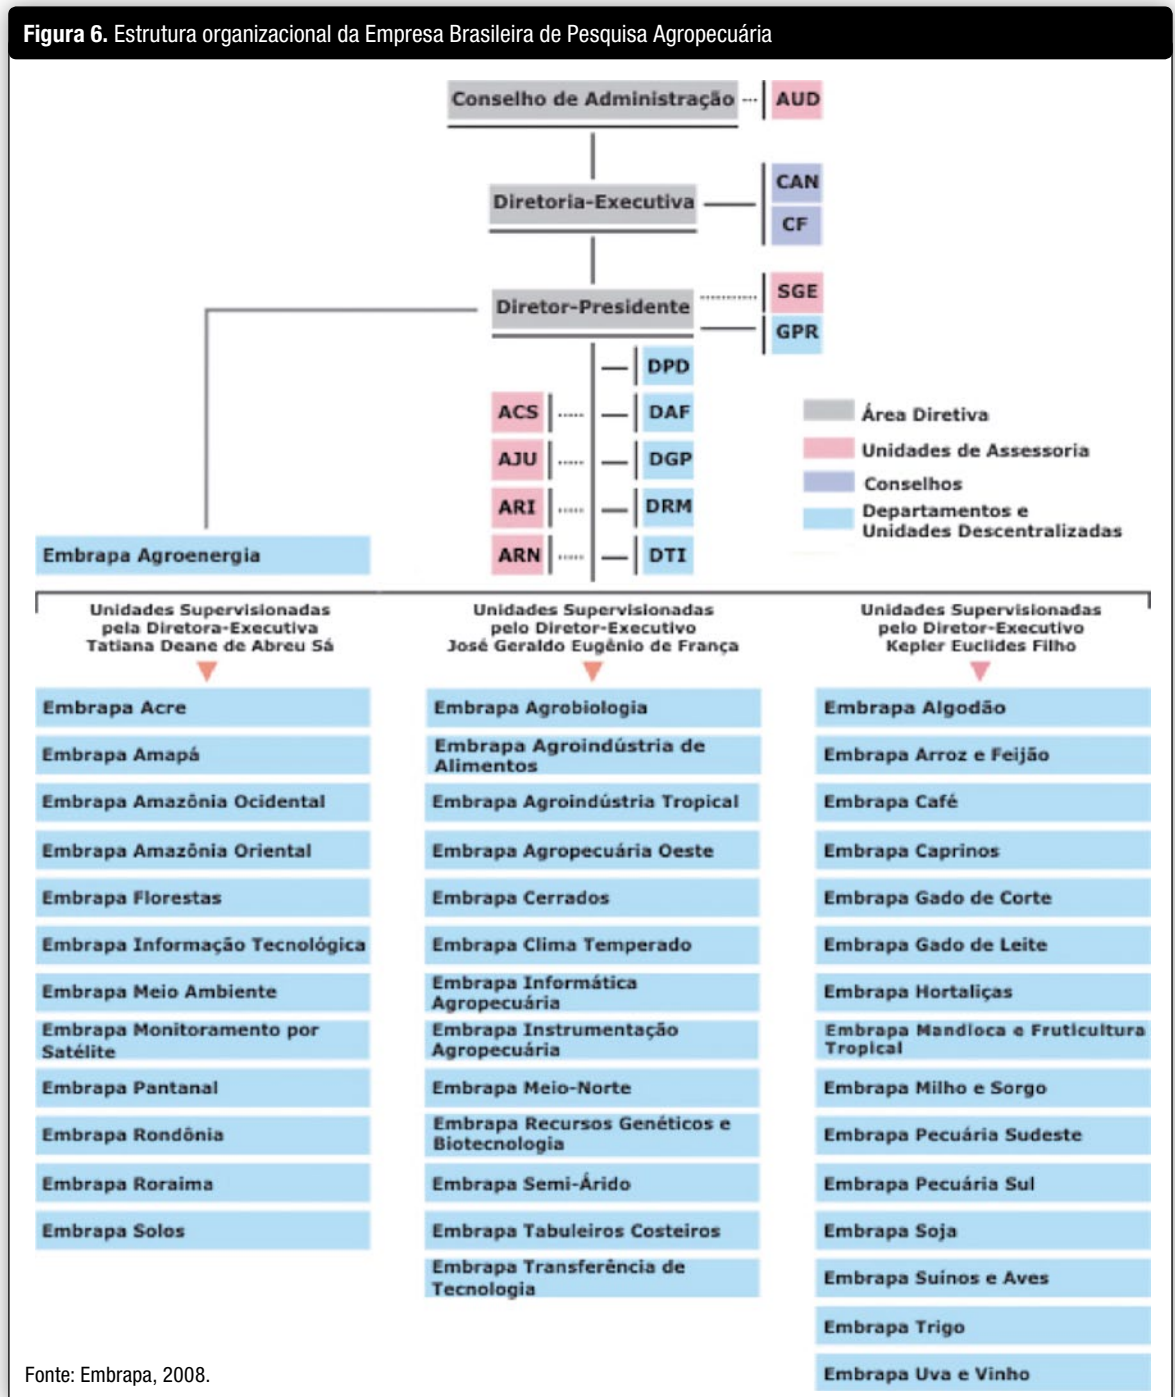 Figura 6. Estrutura organizacional da Empresa Brasileira de Pesquisa Agropecuária
Conselho de Administração
AUD
Diretoria-Executiva
CAN
CF
Diretor-Presidente
SGE
GPR
DPD
ACS
DAF
AJU
DGP
ARI
DRM
ARN
DTI
Área Diretiva
Unidades de Assessoria
Conselhos
Departamentos e
Unidades Descentralizadas
Embrapa Agroenergia
Unidades Supervisionadas
pela Diretora-Executiva
Tatiana Deane de Abreu Sá
Embrapa Acre
Embrapa Amapá
Embrapa Amazônia Ocidental
Embrapa Amazônia Oriental
Embrapa Florestas
Embrapa Informação Tecnológica
Embrapa Meio Ambiente
Embrapa Monitoramento por
Satélite
Embrapa Pantanal
Embrapa Rondônia
Embrapa Roraima
Embrapa Solos
Unidades Supervisionadas
pelo Diretor-Executivo
José Geraldo Eugênio de França
Embrapa Agrobiologia
Embrapa Agroindústria de
Alimentos
Embrapa Agroindústria Tropical
Embrapa Agropecuária Oeste
Embrapa Cerrados
Embrapa Clima Temperado
Embrapa Informática
Agropecuária
Embrapa Instrumentação
Agropecuária
Embrapa Meio-Norte
Embrapa Recursos Genéticos e
Biotecnologia
Embrapa Semi-Árido
Embrapa Tabuleiros Costeiros
Embrapa Transferência de
Tecnologia
Unidades Supervisionadas
pelo Diretor-Executivo
Kepler Euclides Filho
Embrapa Algodão
Embrapa Arroz e Feijão
Embrapa Café
Embrapa Caprinos
Embrapa Gado de Corte
Embrapa Gado de Leite
Embrapa Hortaliças
Embrapa Mandioca e Fruticultura
Tropical
Embrapa Milho e Sorgo
Embrapa Pecuária Sudeste
Embrapa Pecuária Sul
Embrapa Soja
Embrapa Suínos e Aves
Embrapa Trigo
Embrapa Uva e Vinho
Fonte: Embrapa, 2008.